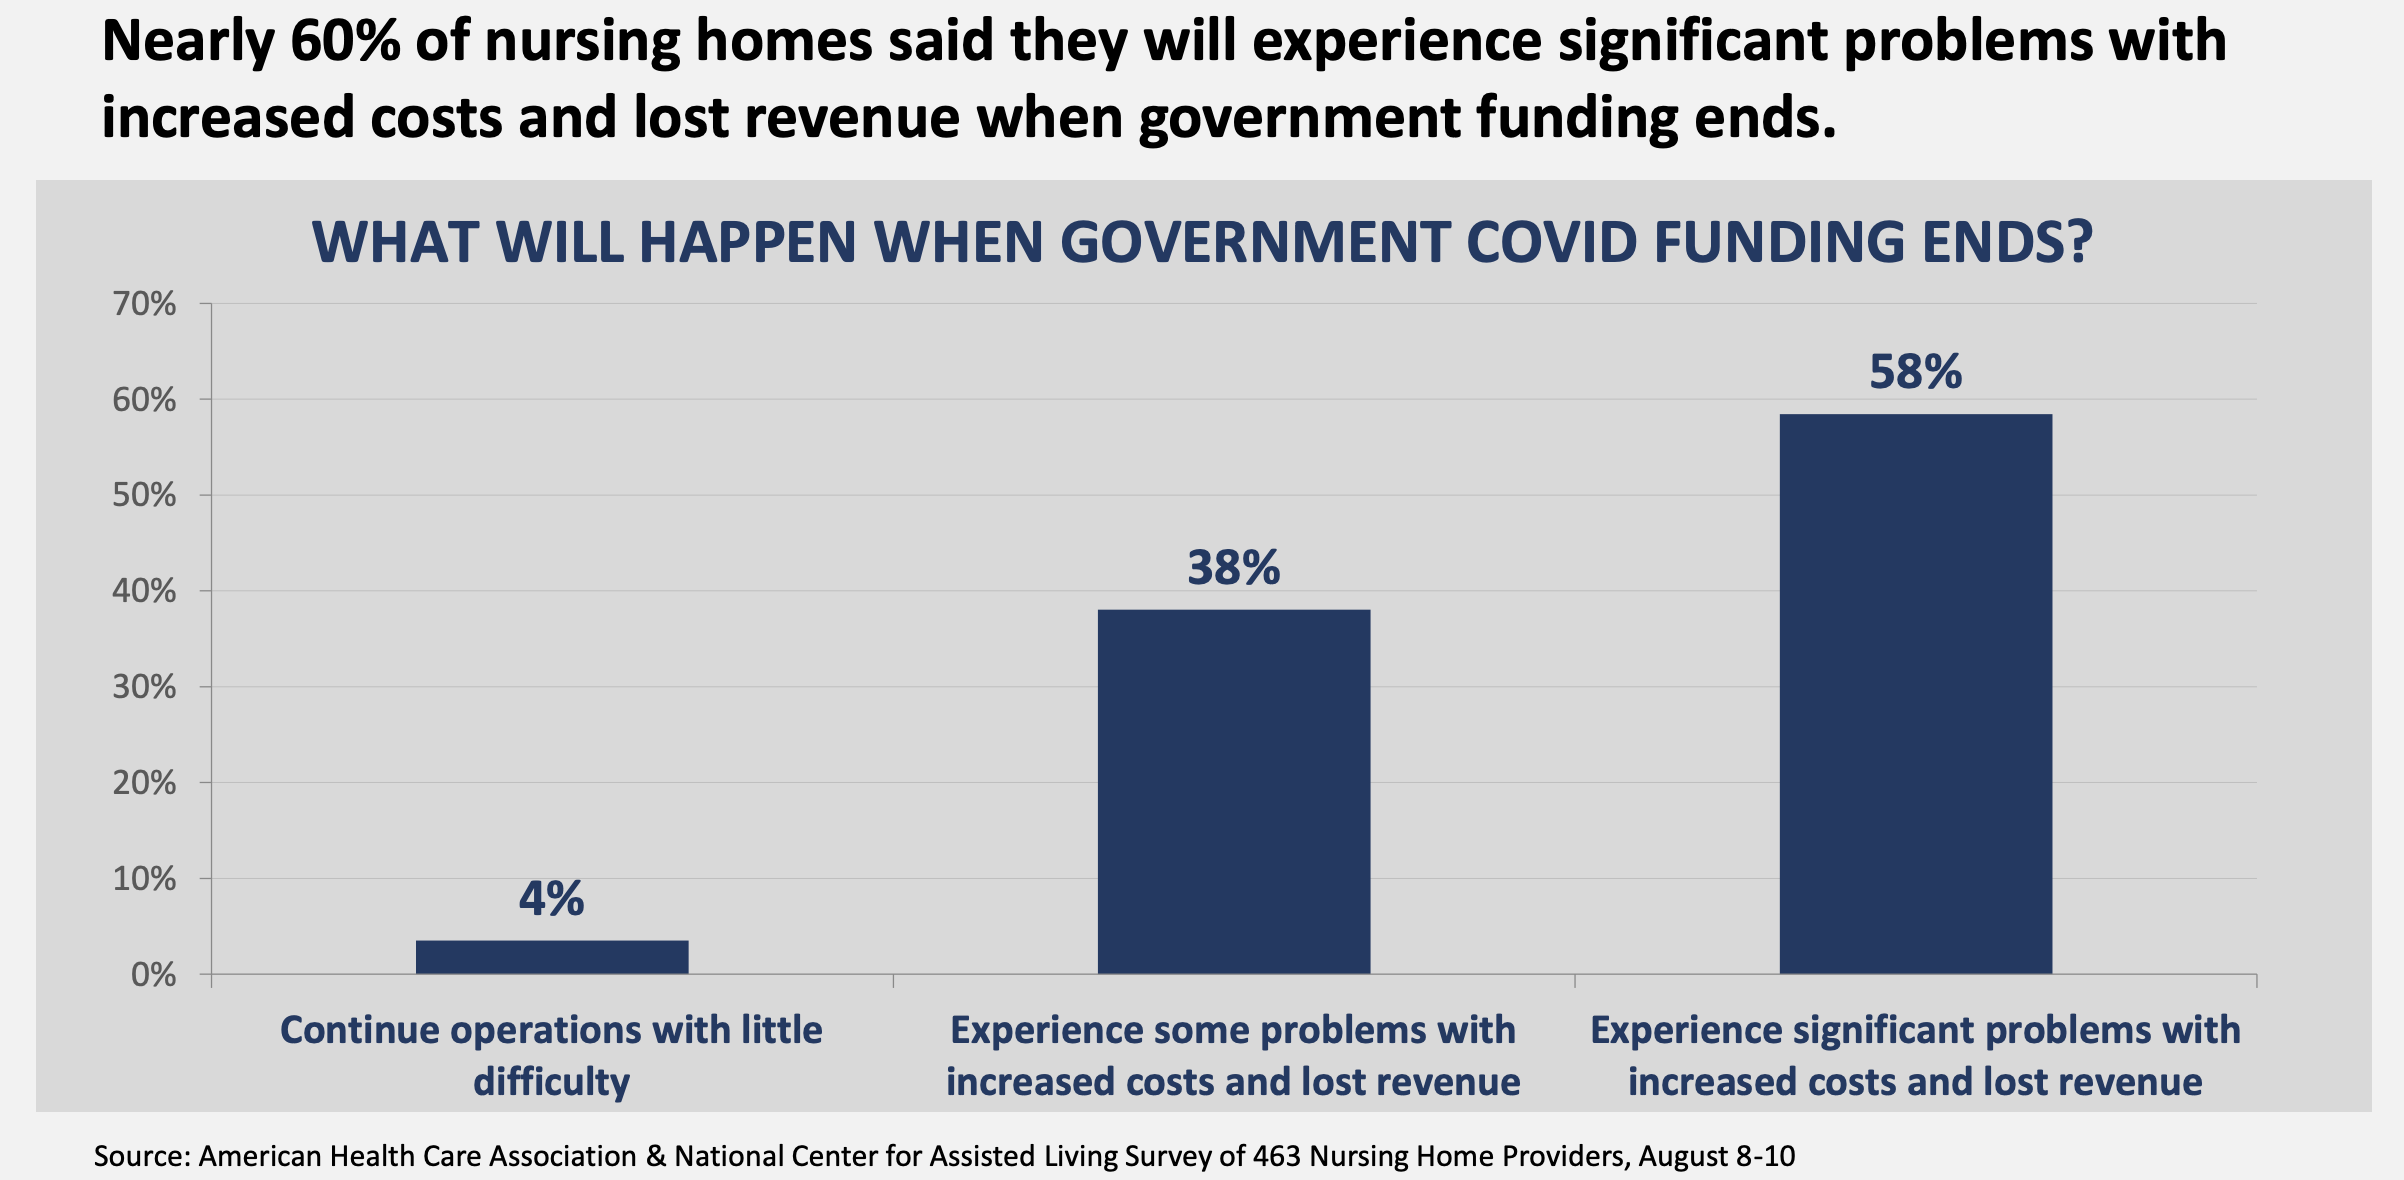 Nearly 60% of nursing homes said they will experience significant problems with
increased costs and lost revenue when government funding ends.
WHAT WILL HAPPEN WHEN GOVERNMENT COVID FUNDING ENDS?
70%
60%
50%
40%
30%
20%
10%
0%
4%
38%
58%
Continue operations with little
difficulty
Experience some problems with
increased costs and lost revenue
Experience significant problems with
increased costs and lost revenue
Source: American Health Care Association & National Center for Assisted Living Survey of 463 Nursing Home Providers, August 8-10